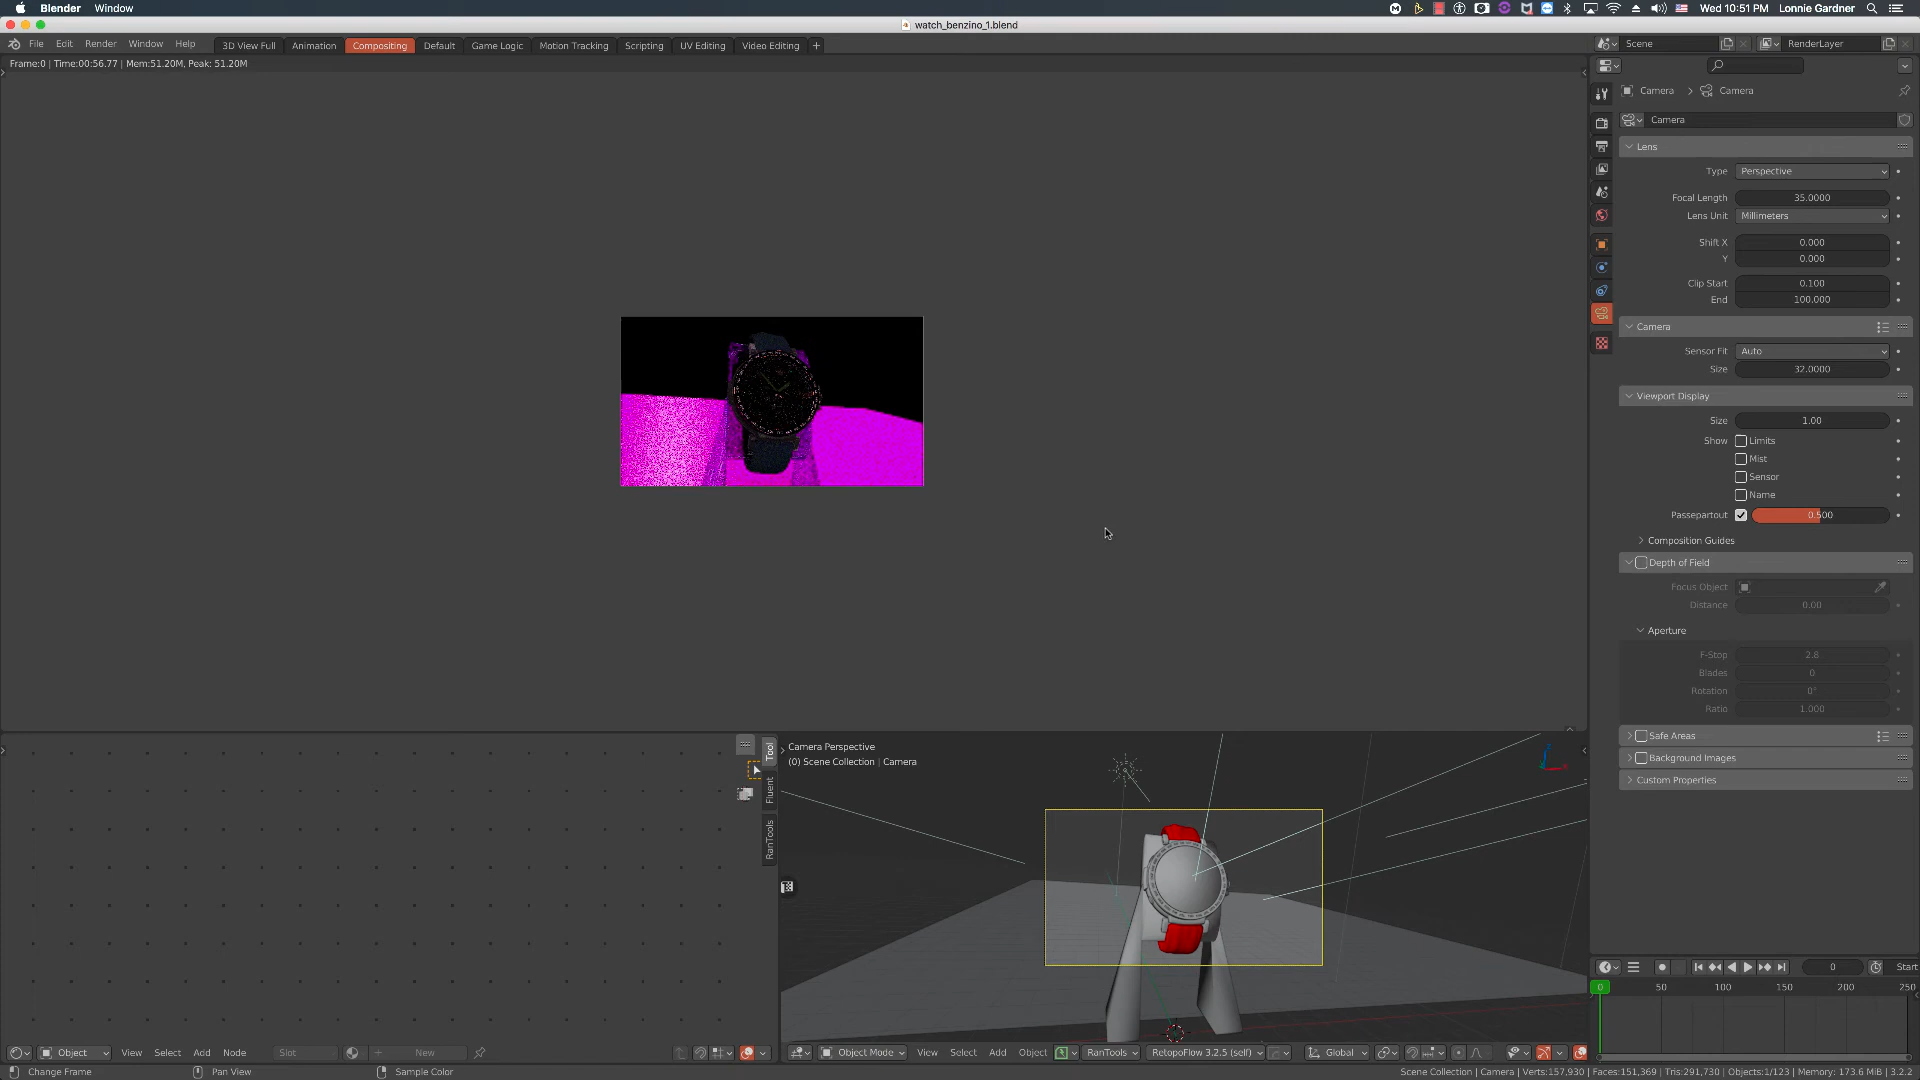 Blender Window Wed 10:51 PM Lonnie Gardner
watch_benzino_1.blend
File Edit Render Window Help 3D View Full Animation Compositing Default Game Logic Motion Tracking Scripting UV Editing Video Editing + Scene RenderLayer
Frame:0 | Time:00:56.77 | Mem:51.20M, Peak: 51.20M
Camera > Camera
Camera
Lens
Type Perspective
Focal Length 35.0000
Lens Unit Millimeters
Shift X 0.000
Y 0.000
Clip Start 0.100
End 100.000
Camera
Sensor Fit Auto
Size 32.0000
Viewport Display
Size 1.00
Show Limits
Mist
Sensor
Name
Passepartout 0.500
Composition Guides
Depth of Field
Focus Object
Distance 0.00
Aperture
F-Stop 2.8
Blades 0
Rotation 0°
Ratio 1.000
Safe Areas
Background Images
Custom Properties
Tool
Fluent
RanTools
Camera Perspective
(0) Scene Collection | Camera
0 Start
0 50 100 150 200 250
Object View Select Add Node Slot + New
Object Mode View Select Add Object RanTools RetopoFlow 3.2.5 (self) Global
Change Frame Pan View Sample Color
Scene Collection | Camera | Verts:157,930 | Faces:151,369 | Tris:291,730 | Objects:1/123 | Memory: 173.6 MiB | 3.2.2